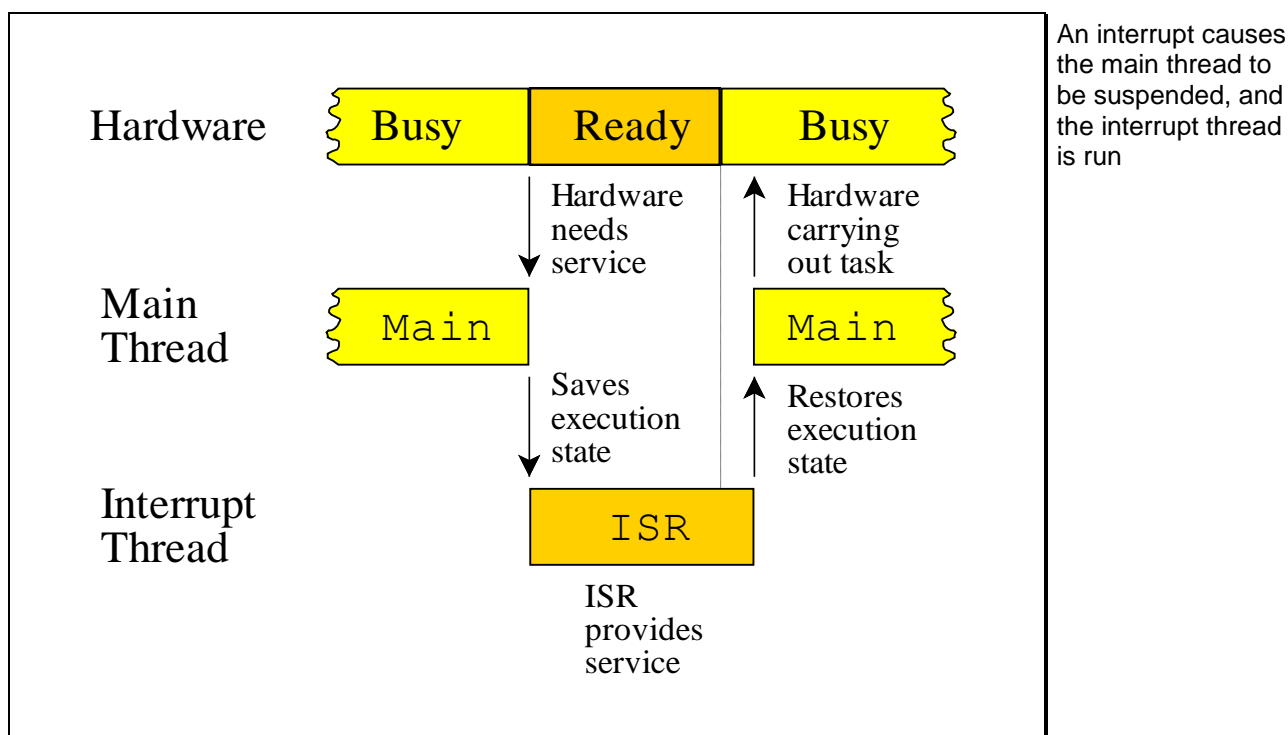 An interrupt causes
the main thread to
be suspended, and
the interrupt thread
is run
Hardware
Busy
Ready
Busy
Hardware
needs
service
Hardware
carrying
out task
Main
Thread
Main
Main
Saves
execution
state
Restores
execution
state
Interrupt
Thread
ISR
ISR
provides
service